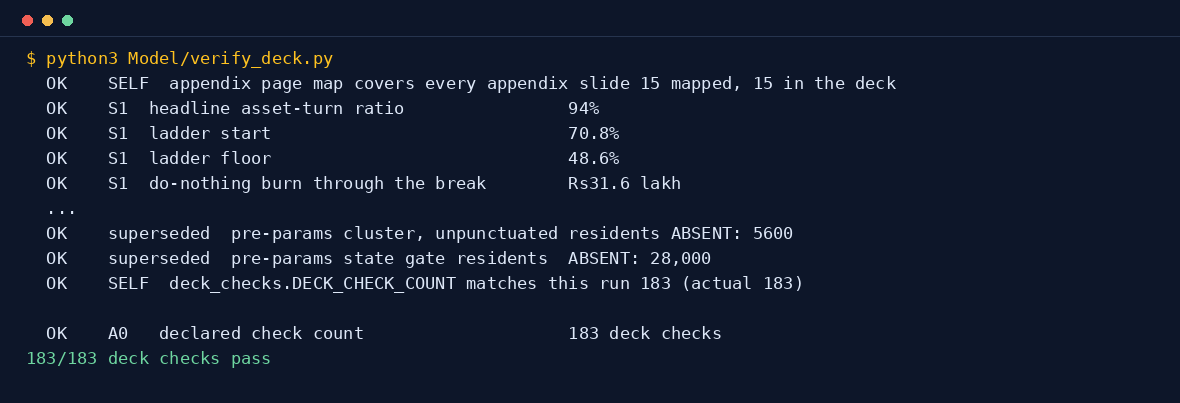 $ python3 Model/verify_deck.py
OK    SELF  appendix page map covers every appendix slide 15 mapped, 15 in the deck
OK    S1  headline asset-turn ratio                94%
OK    S1  ladder start                             70.8%
OK    S1  ladder floor                             48.6%
OK    S1  do-nothing burn through the break        Rs31.6 lakh
...
OK    superseded  pre-params cluster, unpunctuated residents ABSENT: 5600
OK    superseded  pre-params state gate residents  ABSENT: 28,000
OK    SELF  deck_checks.DECK_CHECK_COUNT matches this run 183 (actual 183)
OK    A0   declared check count                    183 deck checks
183/183 deck checks pass